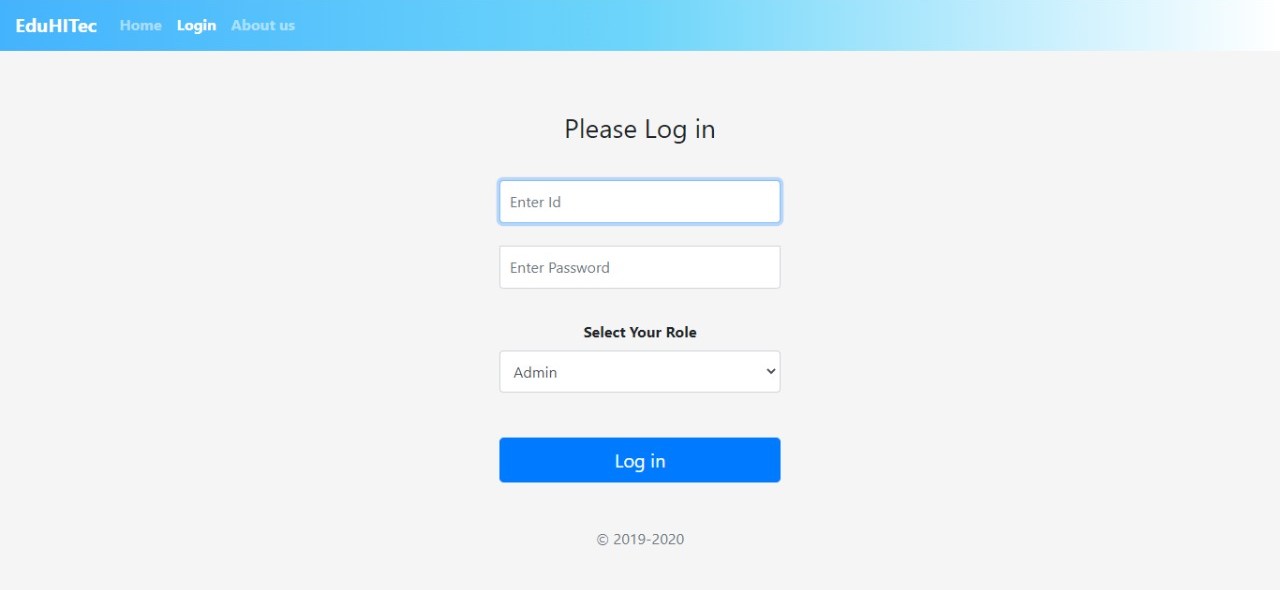 EduHITec Home Login About us
Please Log in
Enter Id
Enter Password
Select Your Role
Admin
Log in
© 2019-2020